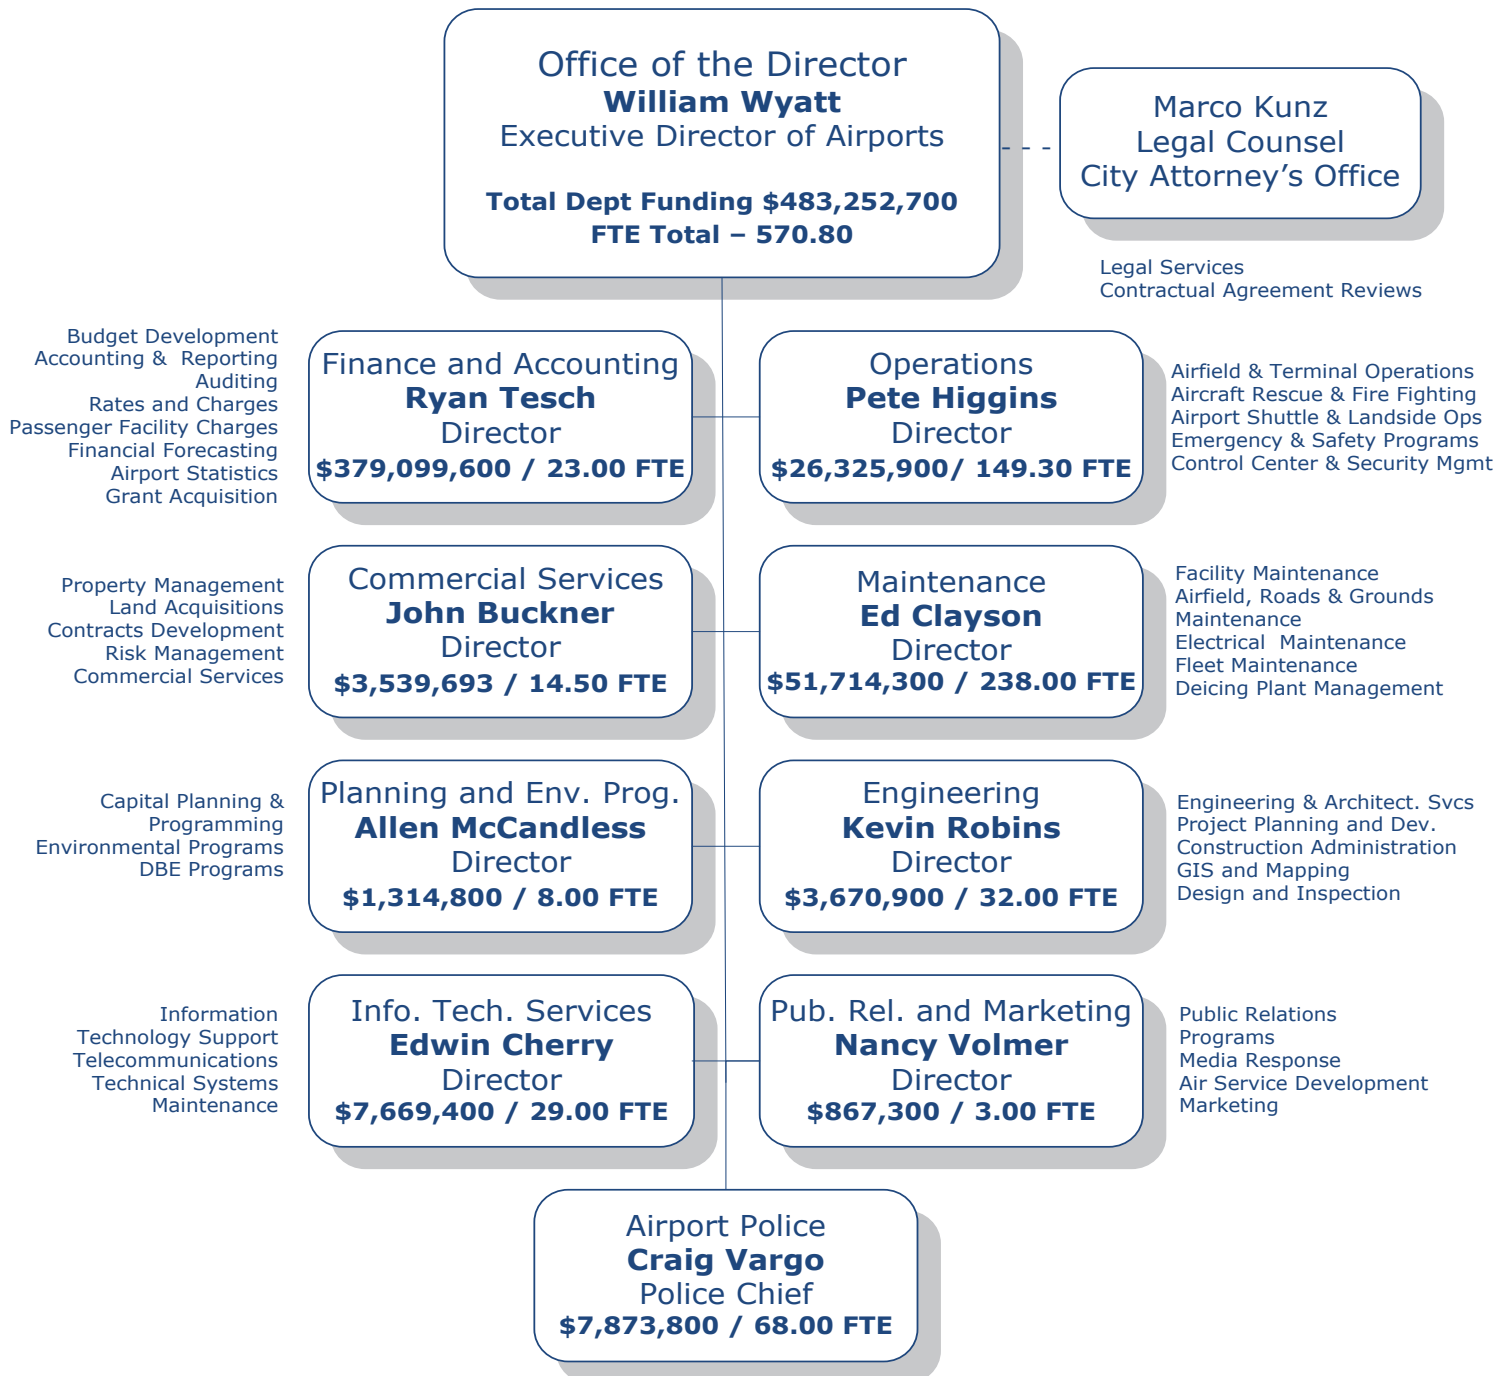 Office of the Director
William Wyatt
Executive Director of Airports
Total Dept Funding $483,252,700
FTE Total – 570.80
Marco Kunz
Legal Counsel
City Attorney’s Office
Legal Services
Contractual Agreement Reviews
Budget Development
Accounting &  Reporting
Auditing
Rates and Charges
Passenger Facility Charges
Financial Forecasting
Airport Statistics
Grant Acquisition
Finance and Accounting
Ryan Tesch
Director
$379,099,600 / 23.00 FTE
Operations
Pete Higgins
Director
$26,325,900/ 149.30 FTE
Airfield & Terminal Operations
Aircraft Rescue & Fire Fighting
Airport Shuttle & Landside Ops
Emergency & Safety Programs
Control Center & Security Mgmt
Property Management
Land Acquisitions
Contracts Development
Risk Management
Commercial Services
Commercial Services
John Buckner
Director
$3,539,693 / 14.50 FTE
Maintenance
Ed Clayson
Director
$51,714,300 / 238.00 FTE
Facility Maintenance
Airfield, Roads & Grounds
Maintenance
Electrical  Maintenance
Fleet Maintenance
Deicing Plant Management
Capital Planning &
Programming
Environmental Programs
DBE Programs
Planning and Env. Prog.
Allen McCandless
Director
$1,314,800 / 8.00 FTE
Engineering
Kevin Robins
Director
$3,670,900 / 32.00 FTE
Engineering & Architect. Svcs
Project Planning and Dev.
Construction Administration
GIS and Mapping
Design and Inspection
Information
Technology Support
Telecommunications
Technical Systems
Maintenance
Info. Tech. Services
Edwin Cherry
Director
$7,669,400 / 29.00 FTE
Pub. Rel. and Marketing
Nancy Volmer
Director
$867,300 / 3.00 FTE
Public Relations
Programs
Media Response
Air Service Development
Marketing
Airport Police
Craig Vargo
Police Chief
$7,873,800 / 68.00 FTE